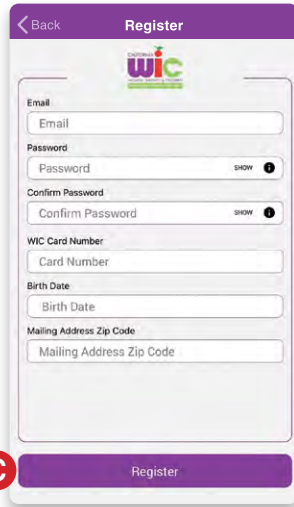 Back
Register
CALIFORNIA
wic
Email
Email
Password
Password SHOW i
Confirm Password
Confirm Password SHOW i
WIC Card Number
Card Number
Birth Date
Birth Date
Mailing Address Zip Code
Mailing Address Zip Code
C
Register